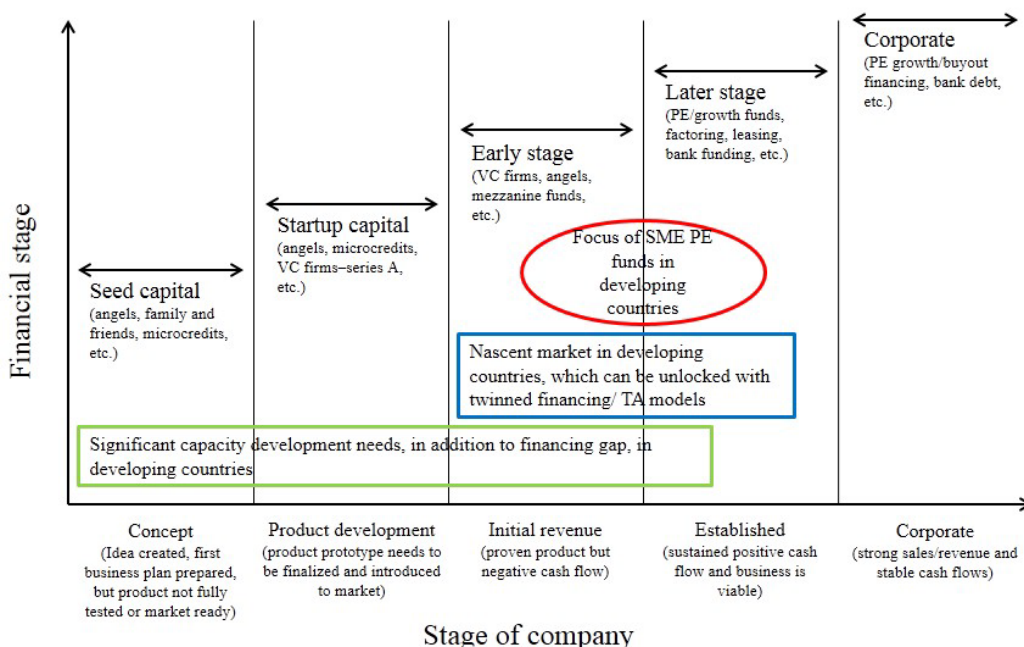 Corporate
(PE growth/buyout
financing, bank debt,
etc.)
Later stage
(PE/growth funds,
factoring, leasing,
bank funding, etc.)
Early stage
(VC firms, angels,
mezzanine funds,
etc.)
Startup capital
(angels, microcredits,
VC firms–series A,
etc.)
Seed capital
(angels, family and
friends, microcredits,
etc.)
Focus of SME PE
funds in
developing
countries
Nascent market in developing
countries, which can be unlocked with
twinned financing/ TA models
Significant capacity development needs, in addition to financing gap, in
developing countries
Financial stage
Concept
(Idea created, first
business plan prepared,
but product not fully
tested or market ready)
Product development
(product prototype needs to
be finalized and introduced
to market)
Initial revenue
(proven product but
negative cash flow)
Established
(sustained positive cash
flow and business is
viable)
Corporate
(strong sales/revenue and
stable cash flows)
Stage of company